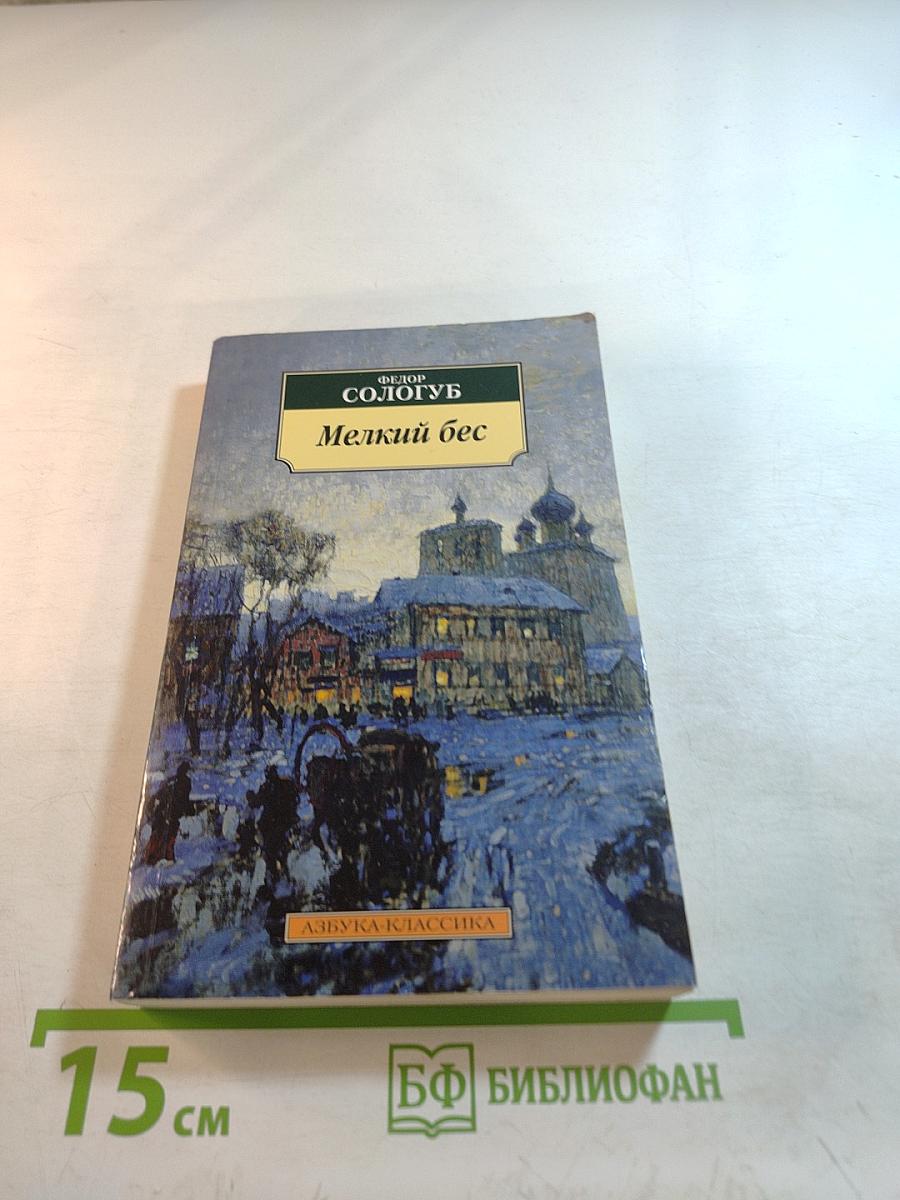 ФЕДОР
СОЛОГУБ
Мелкий бес
АЗБУКА-КЛАССИКА
15 см
БФ БИБЛИОФАН